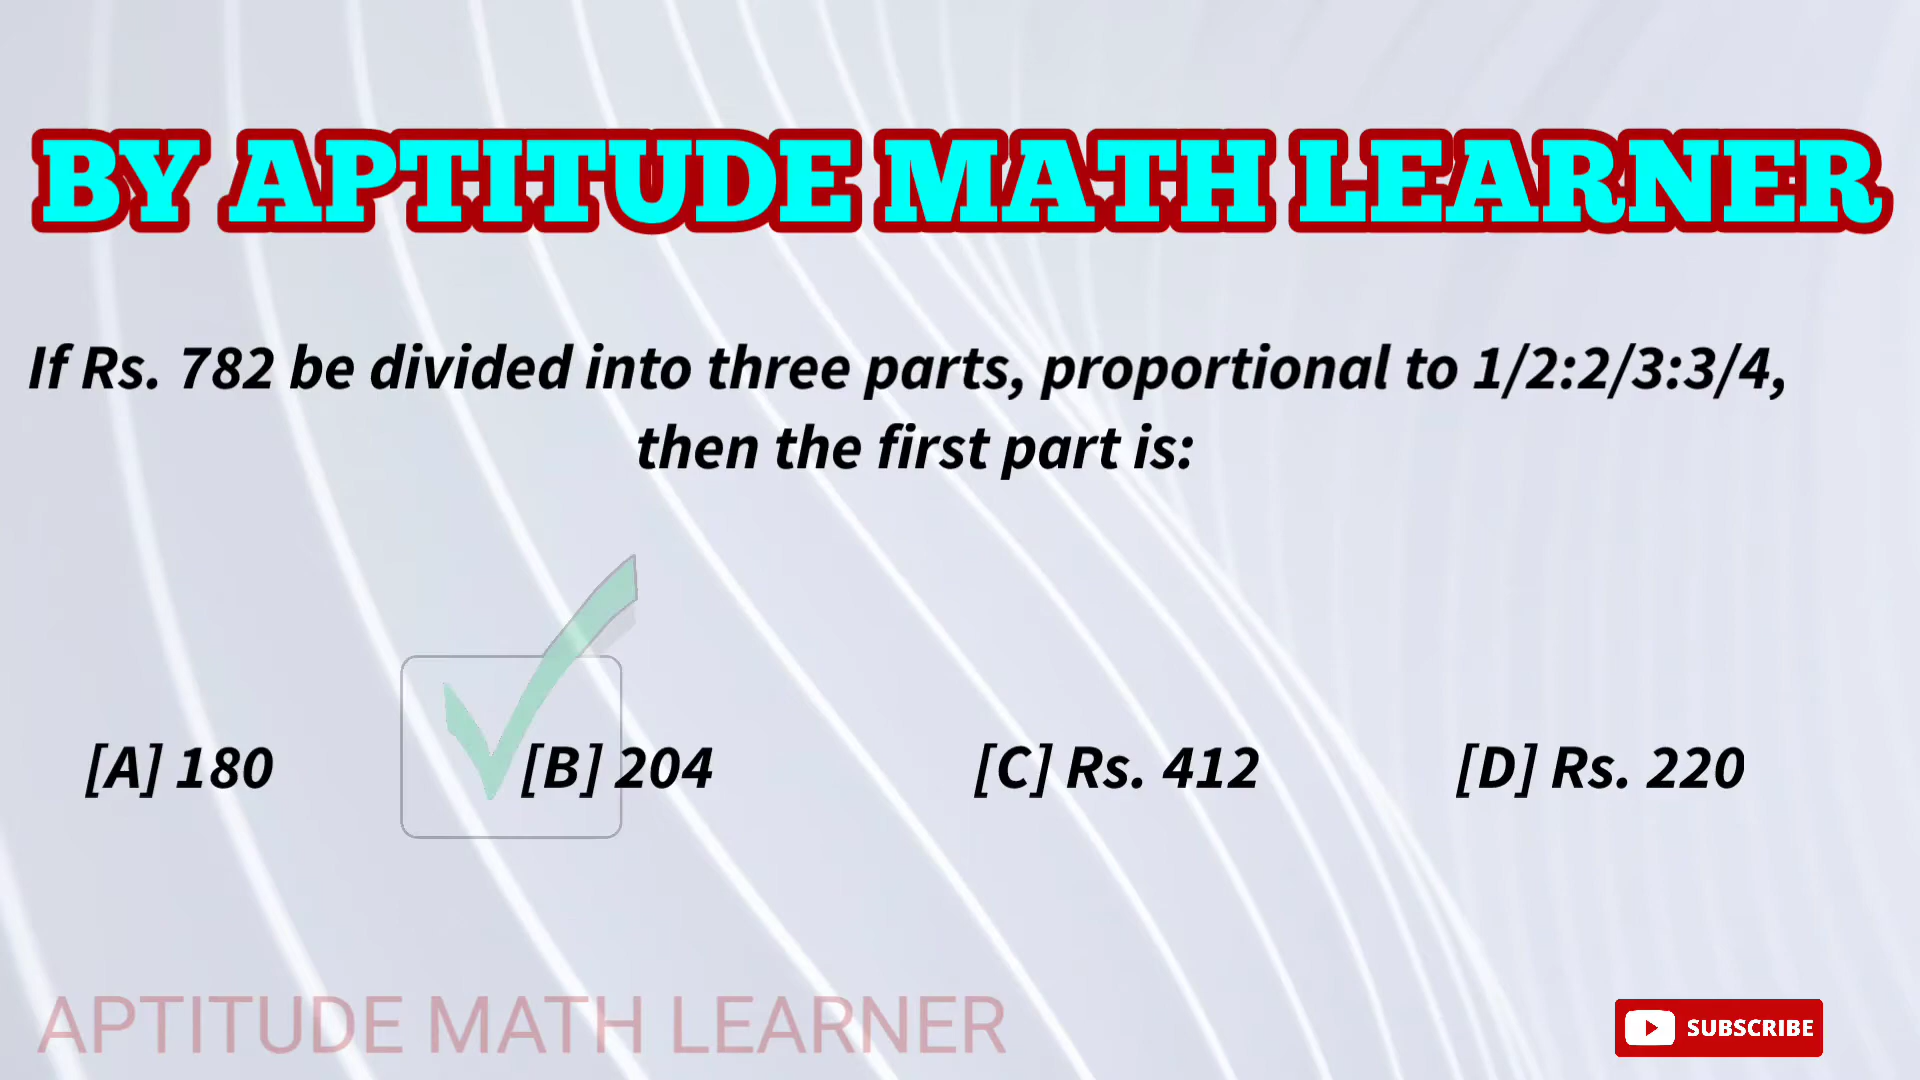 BY APTITUDE MATH LEARNER
If Rs. 782 be divided into three parts, proportional to 1/2:2/3:3/4,
then the first part is:
[A] 180 [B] 204 [C] Rs. 412 [D] Rs. 220
APTITUDE MATH LEARNER
SUBSCRIBE